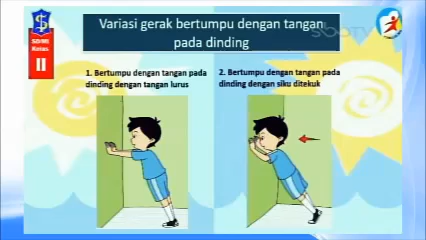 Variasi gerak bertumpu dengan tangan
pada dinding
SD/MI
Kelas
II
1. Bertumpu dengan tangan pada
dinding dengan tangan lurus
2. Bertumpu dengan tangan pada
dinding dengan siku ditekuk